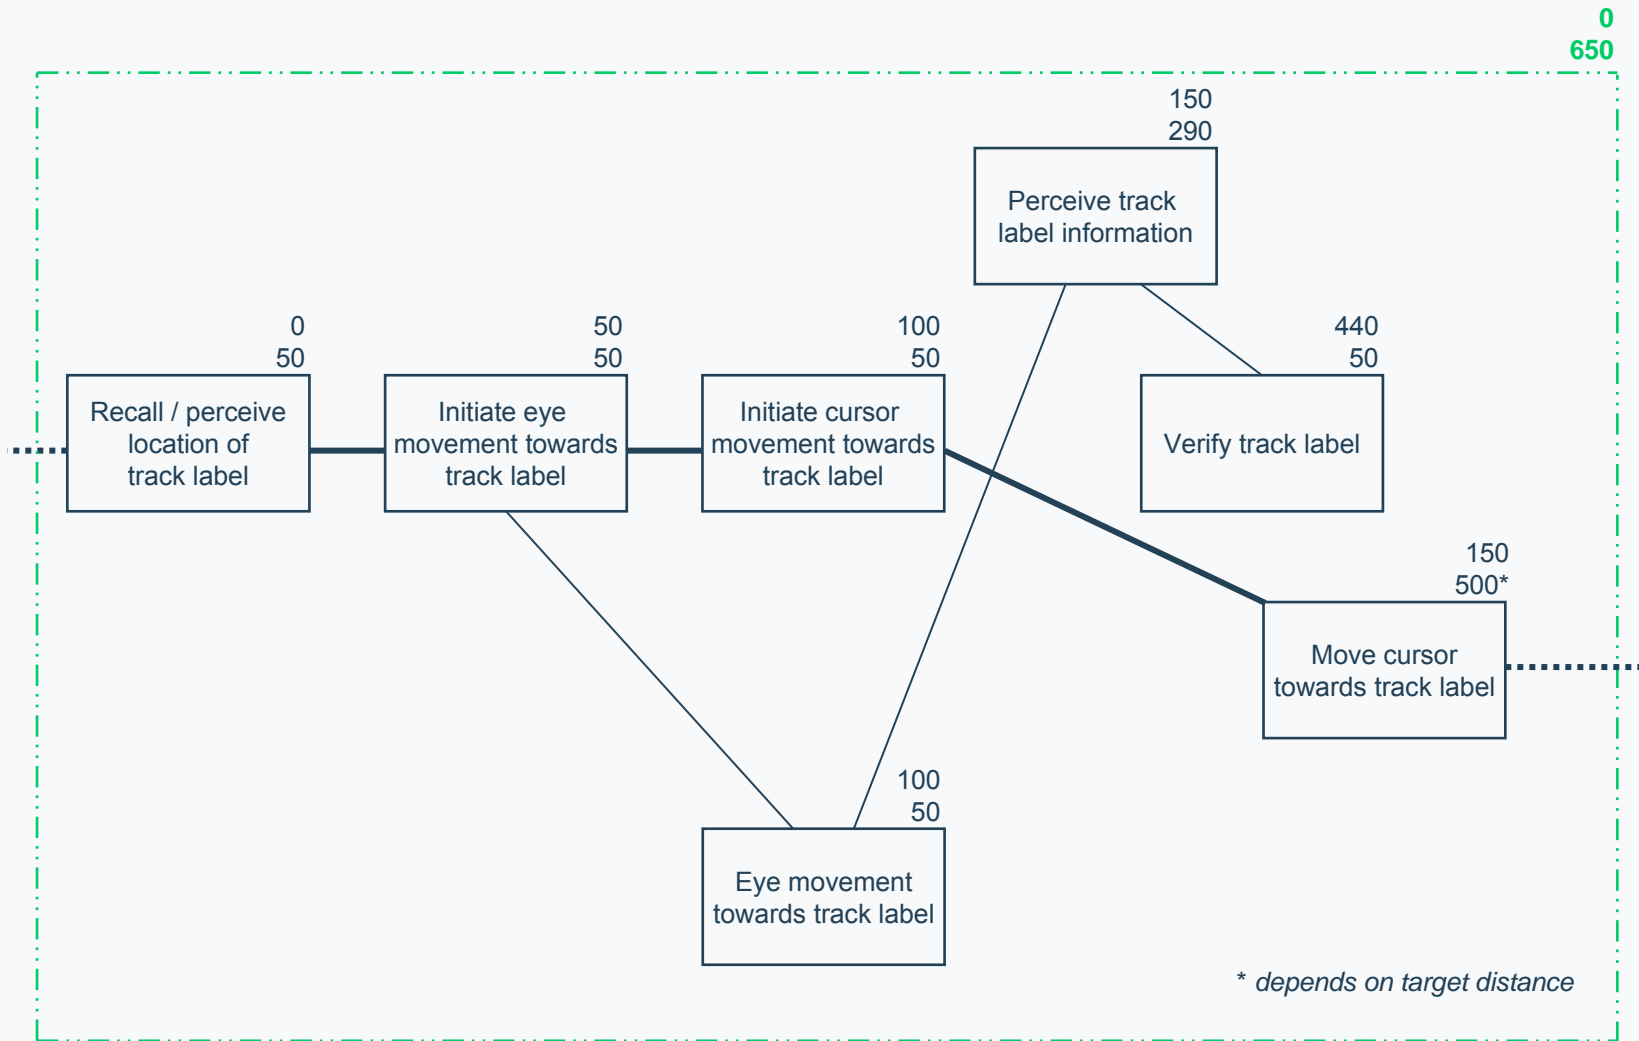 0
650
150
290
Perceive track
label information
0
50
Recall / perceive
location of
track label
50
50
Initiate eye
movement towards
track label
100
50
Initiate cursor
movement towards
track label
440
50
Verify track label
150
500*
Move cursor
towards track label
100
50
Eye movement
towards track label
* depends on target distance